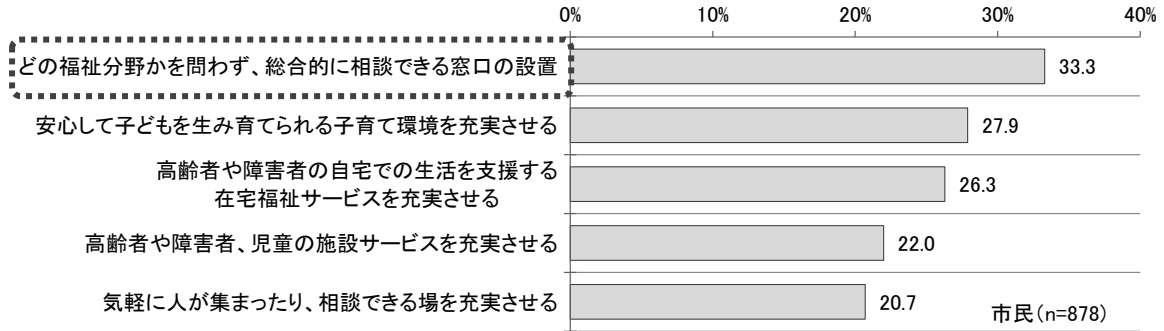 0% 10% 20% 30% 40%
どの福祉分野かを問わず、総合的に相談できる窓口の設置 33.3
安心して子どもを生み育てられる子育て環境を充実させる 27.9
高齢者や障害者の自宅での生活を支援する
在宅福祉サービスを充実させる 26.3
高齢者や障害者、児童の施設サービスを充実させる 22.0
気軽に人が集まったり、相談できる場を充実させる 20.7
市民(n=878)